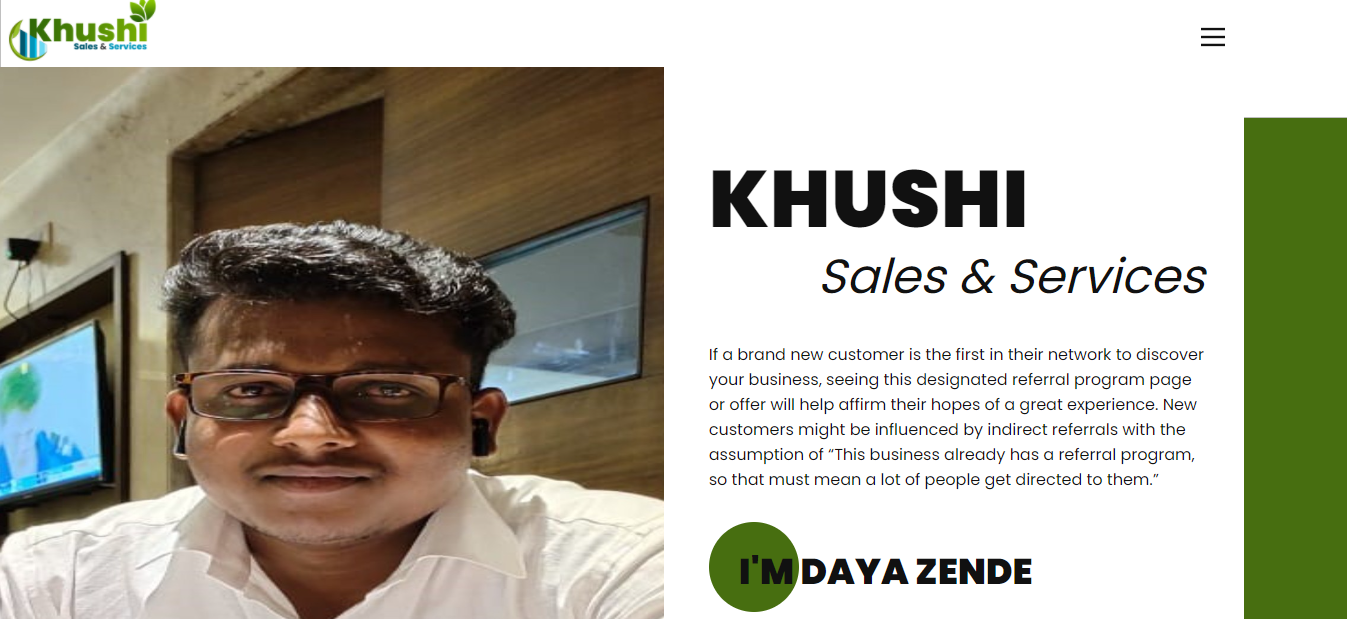 Khushi
Sales & Services
KHUSHI
Sales & Services
If a brand new customer is the first in their network to discover
your business, seeing this designated referral program page
or offer will help affirm their hopes of a great experience. New
customers might be influenced by indirect referrals with the
assumption of “This business already has a referral program,
so that must mean a lot of people get directed to them.”
I'M DAYA ZENDE